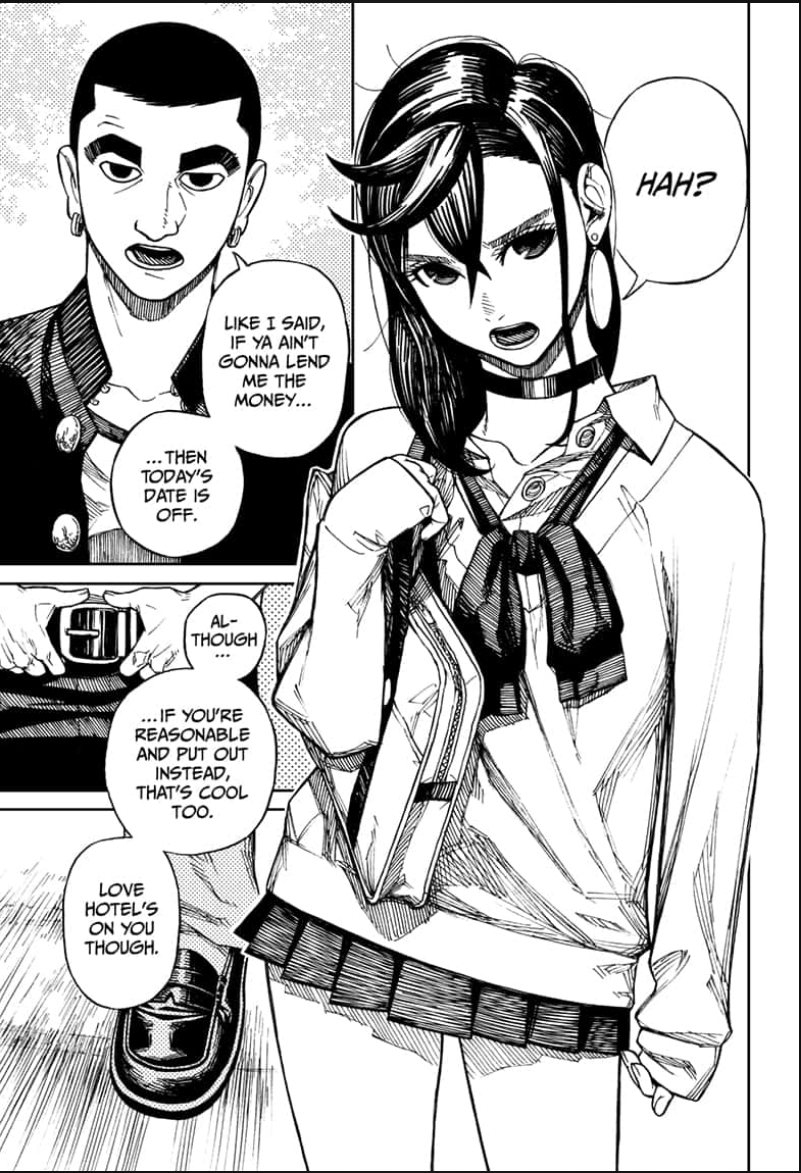 HAH?
LIKE I SAID,
IF YA AIN'T
GONNA LEND
ME THE
MONEY...
...THEN
TODAY'S
DATE IS
OFF.
AL-
THOUGH
...
...IF YOU'RE
REASONABLE
AND PUT OUT
INSTEAD,
THAT'S COOL
TOO.
LOVE
HOTEL'S
ON YOU
THOUGH.